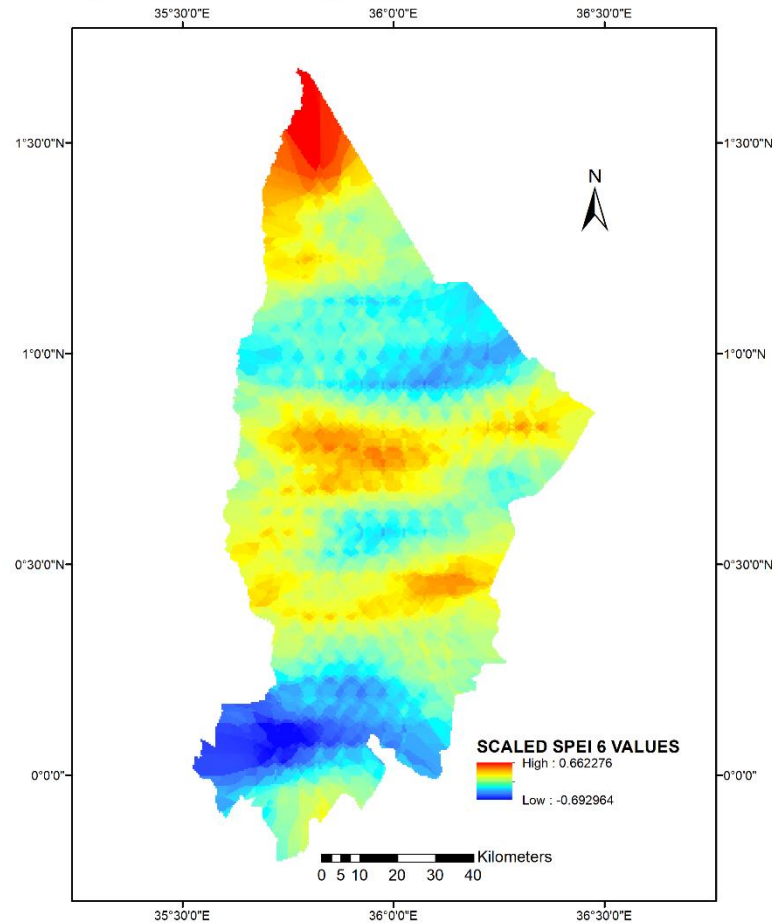 35°30'0"E 36°0'0"E 36°30'0"E
1°30'0"N 1°30'0"N
N
1°0'0"N 1°0'0"N
0°30'0"N 0°30'0"N
SCALED SPEI 6 VALUES
High : 0.662276
0°0'0" 0°0'0"
Low : -0.692964
Kilometers
0 5 10 20 30 40
35°30'0"E 36°0'0"E 36°30'0"E